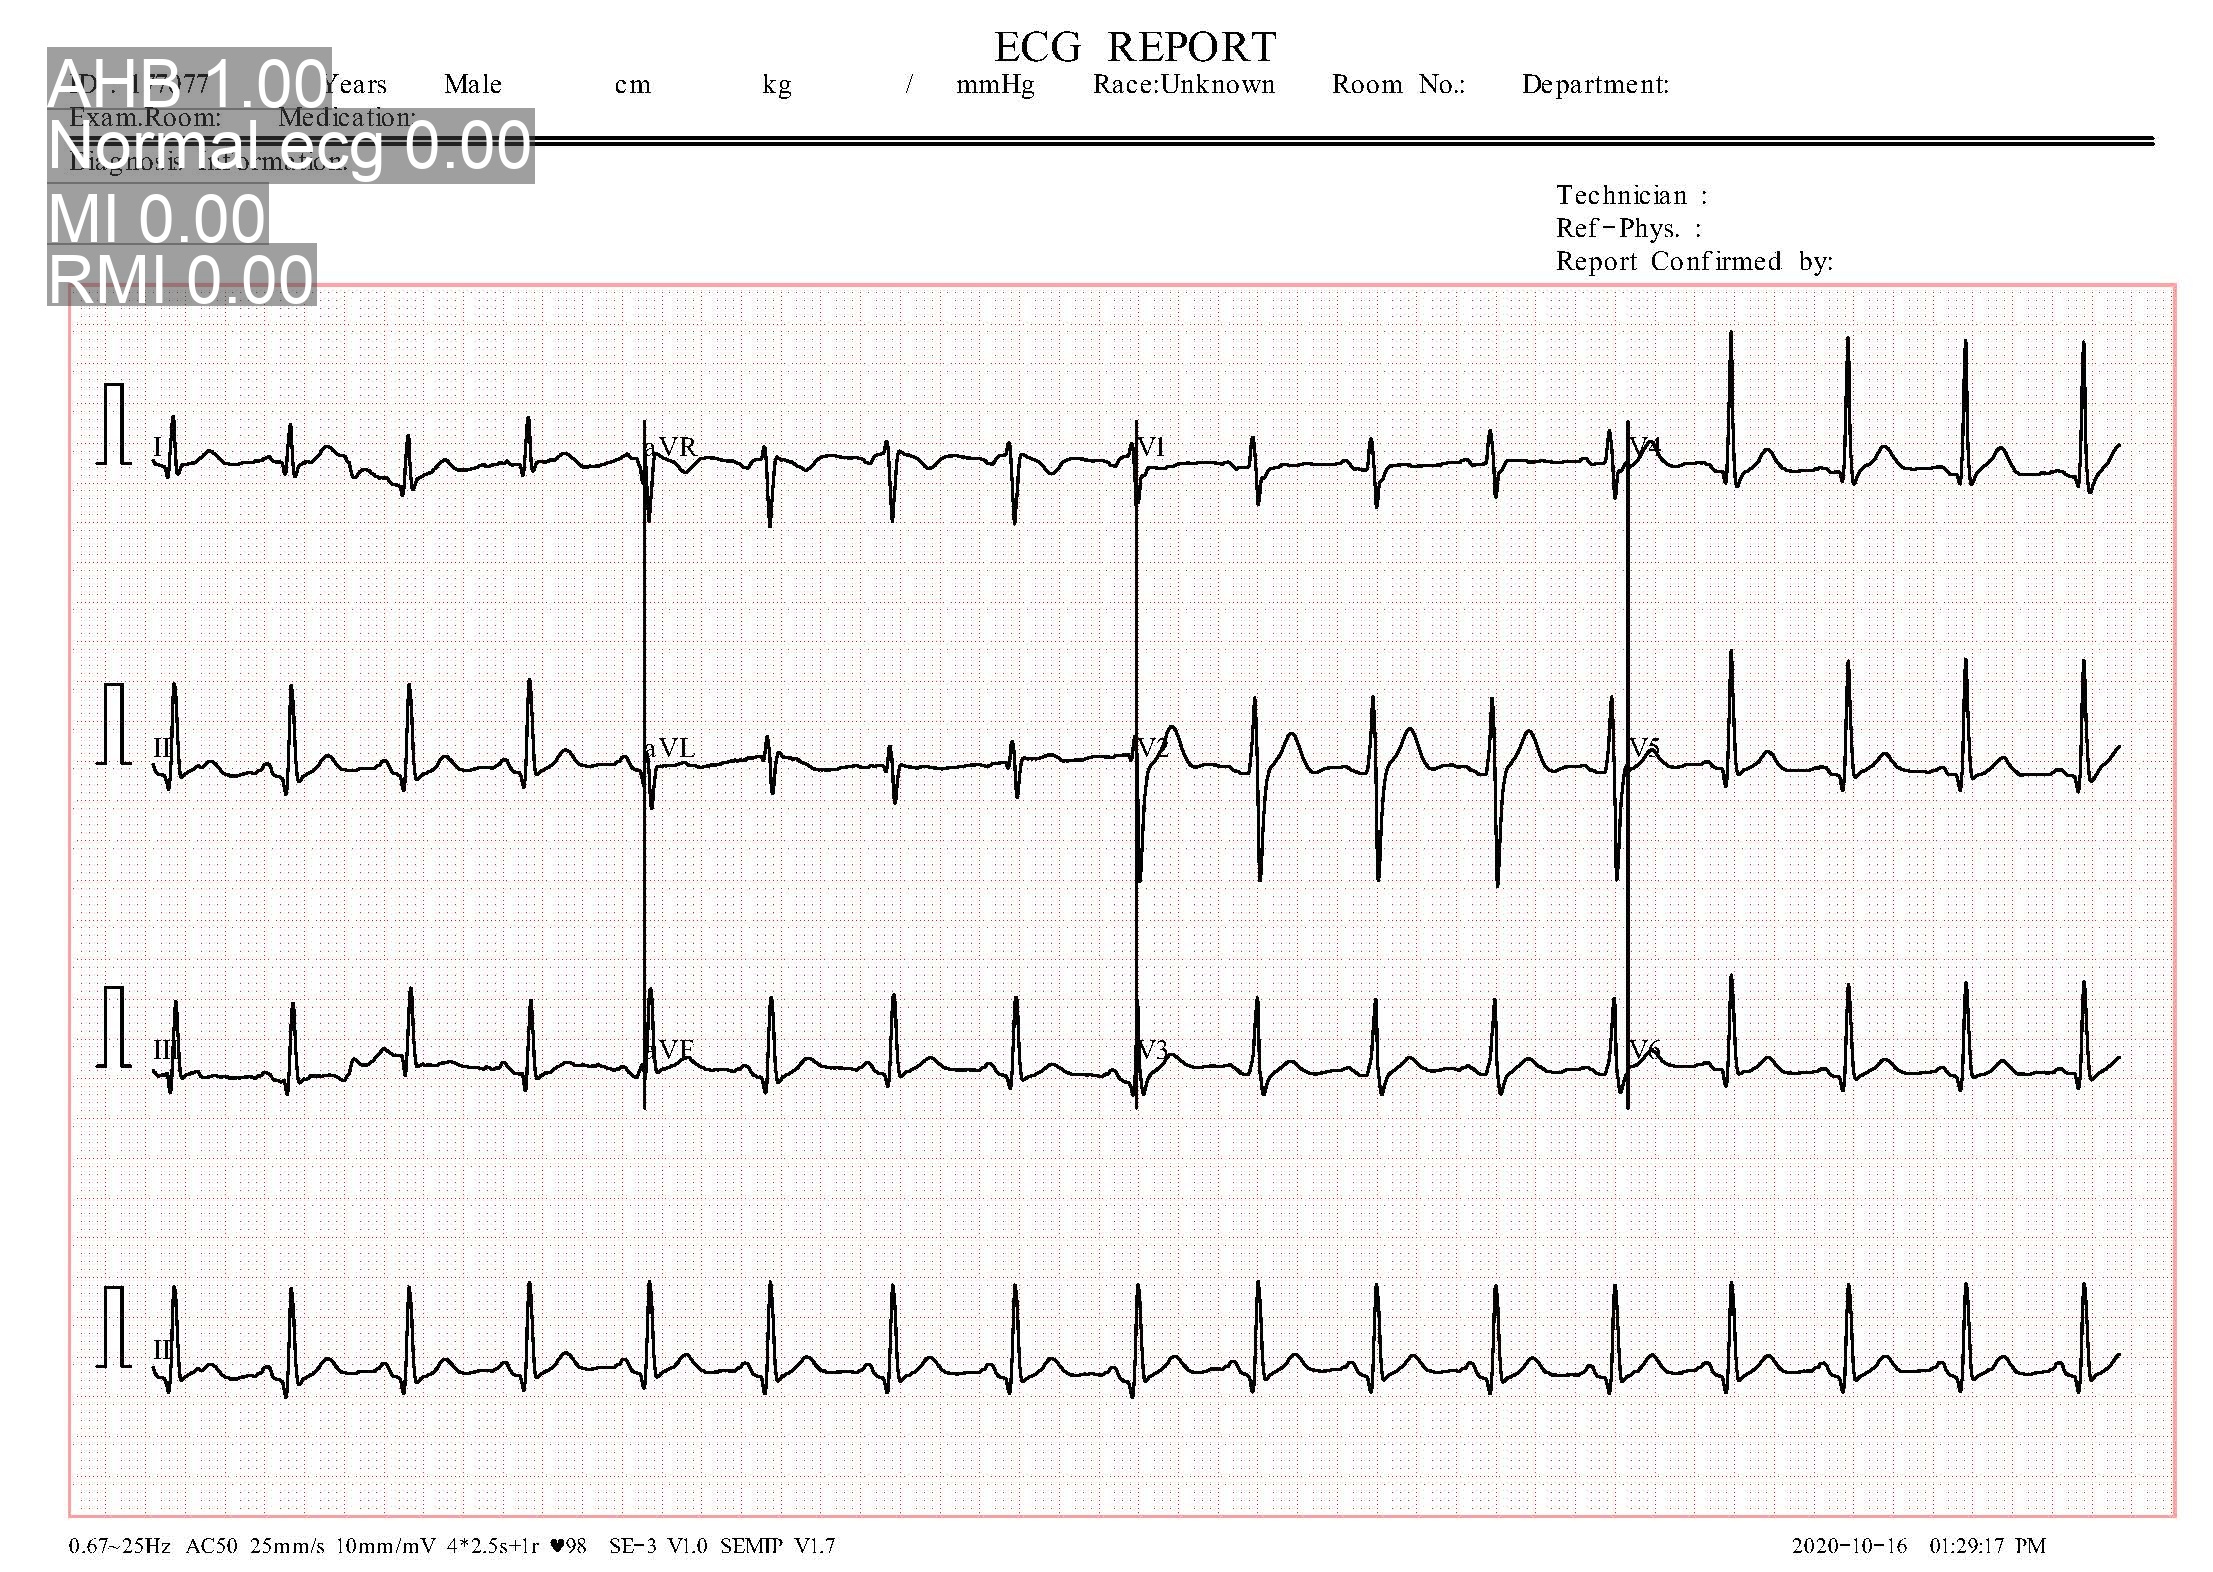 ECG REPORT
AHB 1.00
Years Male cm kg / mmHg Race:Unknown Room No.: Department:
Exam.Room: Medication:
Normal ecg 0.00
Diagnosis Information:
MI 0.00
Technician :
Ref-Phys. :
RMI 0.00
Report Confirmed by:
I aVR V1 V4
II aVL V2 V5
III aVF V3 V6
II
0.67~25Hz AC50 25mm/s 10mm/mV 4*2.5s+1r ♥98 SE-3 V1.0 SEMIP V1.7
2020-10-16 01:29:17 PM